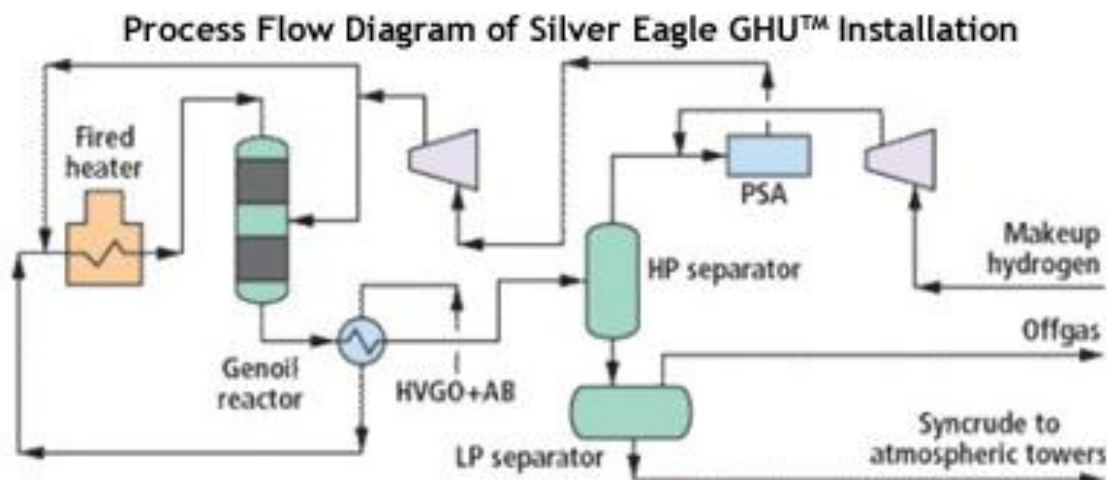 Process Flow Diagram of Silver Eagle GHU™ Installation
Fired
heater
PSA
Makeup
hydrogen
HP separator
Offgas
Genoil
reactor
HVGO+AB
Syncrude to
atmospheric towers
LP separator